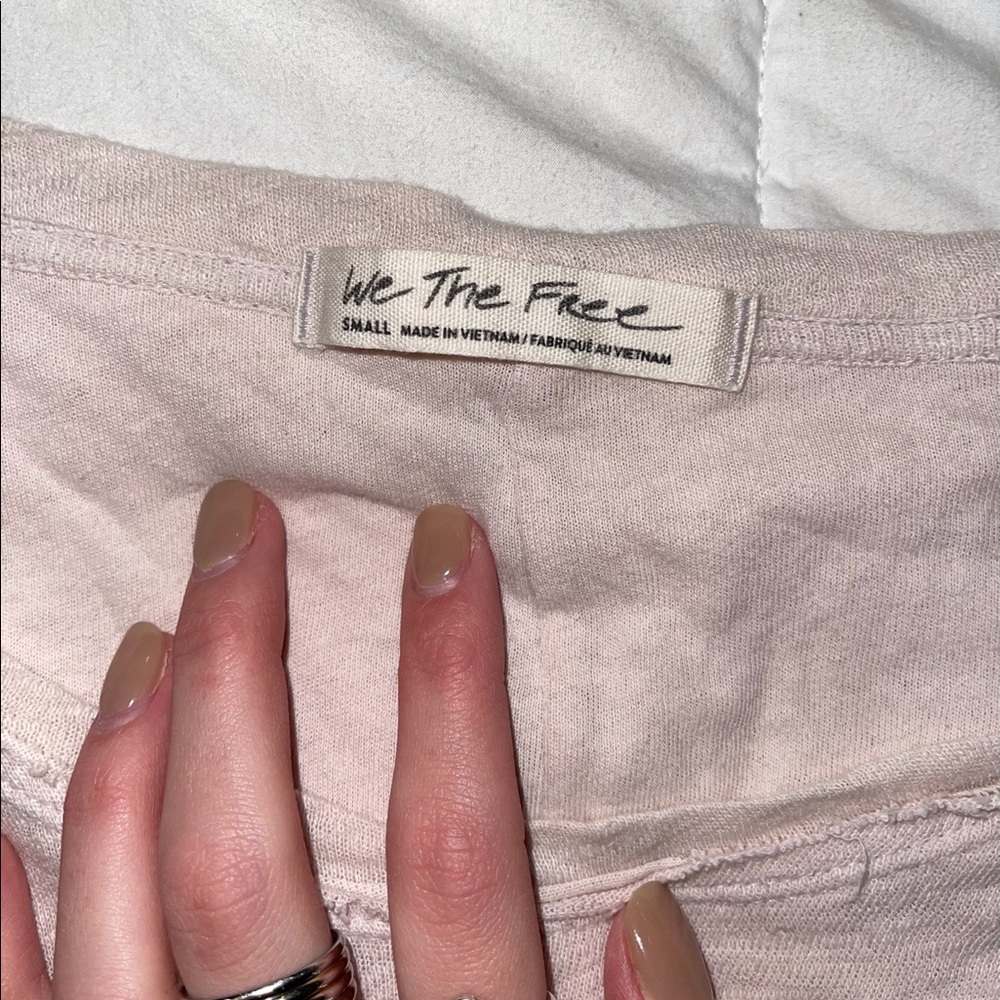 We The Free
SMALL MADE IN VIETNAM / FABRIQUÉ AU VIETNAM